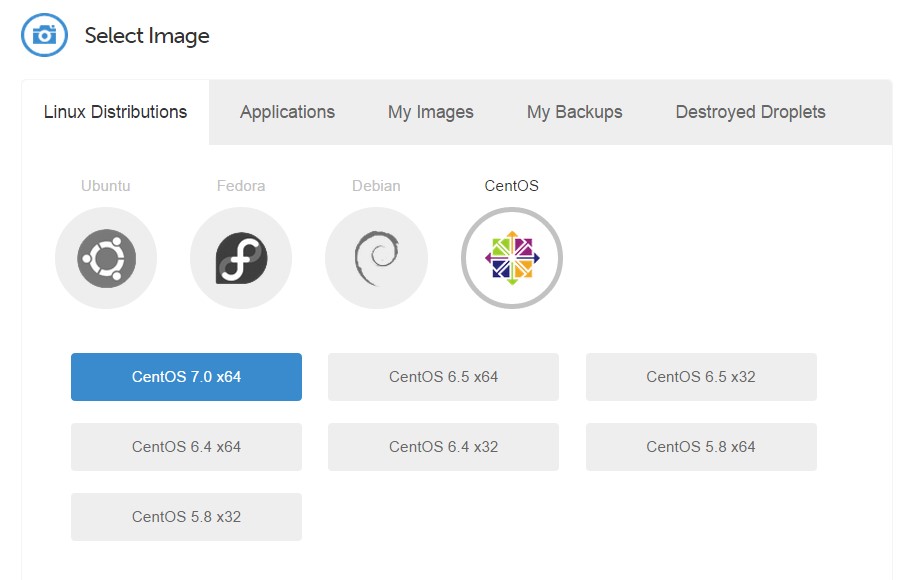 Select Image
Linux Distributions Applications My Images My Backups Destroyed Droplets
Ubuntu Fedora Debian CentOS
CentOS 7.0 x64 CentOS 6.5 x64 CentOS 6.5 x32
CentOS 6.4 x64 CentOS 6.4 x32 CentOS 5.8 x64
CentOS 5.8 x32